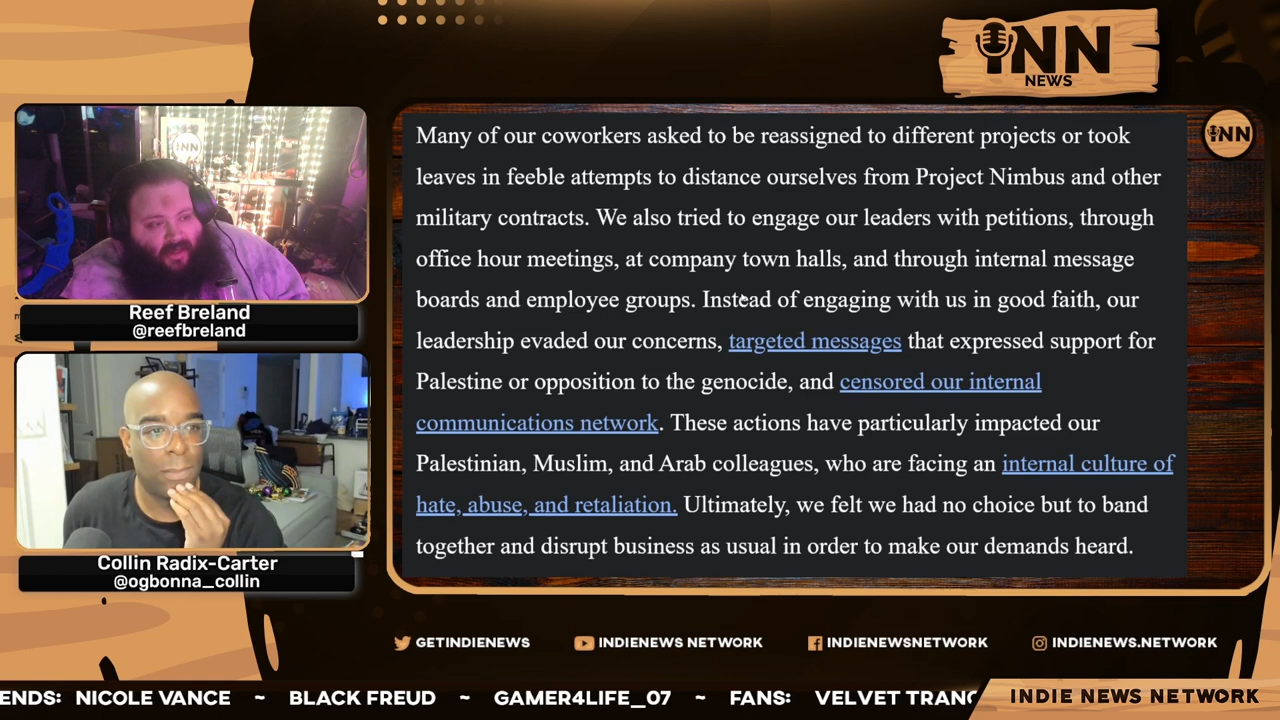 INN
NEWS
INN
Many of our coworkers asked to be reassigned to different projects or took
leaves in feeble attempts to distance ourselves from Project Nimbus and other
military contracts. We also tried to engage our leaders with petitions, through
office hour meetings, at company town halls, and through internal message
boards and employee groups. Instead of engaging with us in good faith, our
leadership evaded our concerns, targeted messages that expressed support for
Palestine or opposition to the genocide, and censored our internal
communications network. These actions have particularly impacted our
Palestinian, Muslim, and Arab colleagues, who are facing an internal culture of
hate, abuse, and retaliation. Ultimately, we felt we had no choice but to band
together and disrupt business as usual in order to make our demands heard.
Reef Breland
@reefbreland
Collin Radix-Carter
@ogbonna_collin
GETINDIENEWS
INDIENEWS NETWORK
INDIENEWSNETWORK
INDIENEWS.NETWORK
ENDS: NICOLE VANCE ~ BLACK FREUD ~ GAMER4LIFE_07 ~ FANS: VELVET TRANC
INDIE NEWS NETWORK